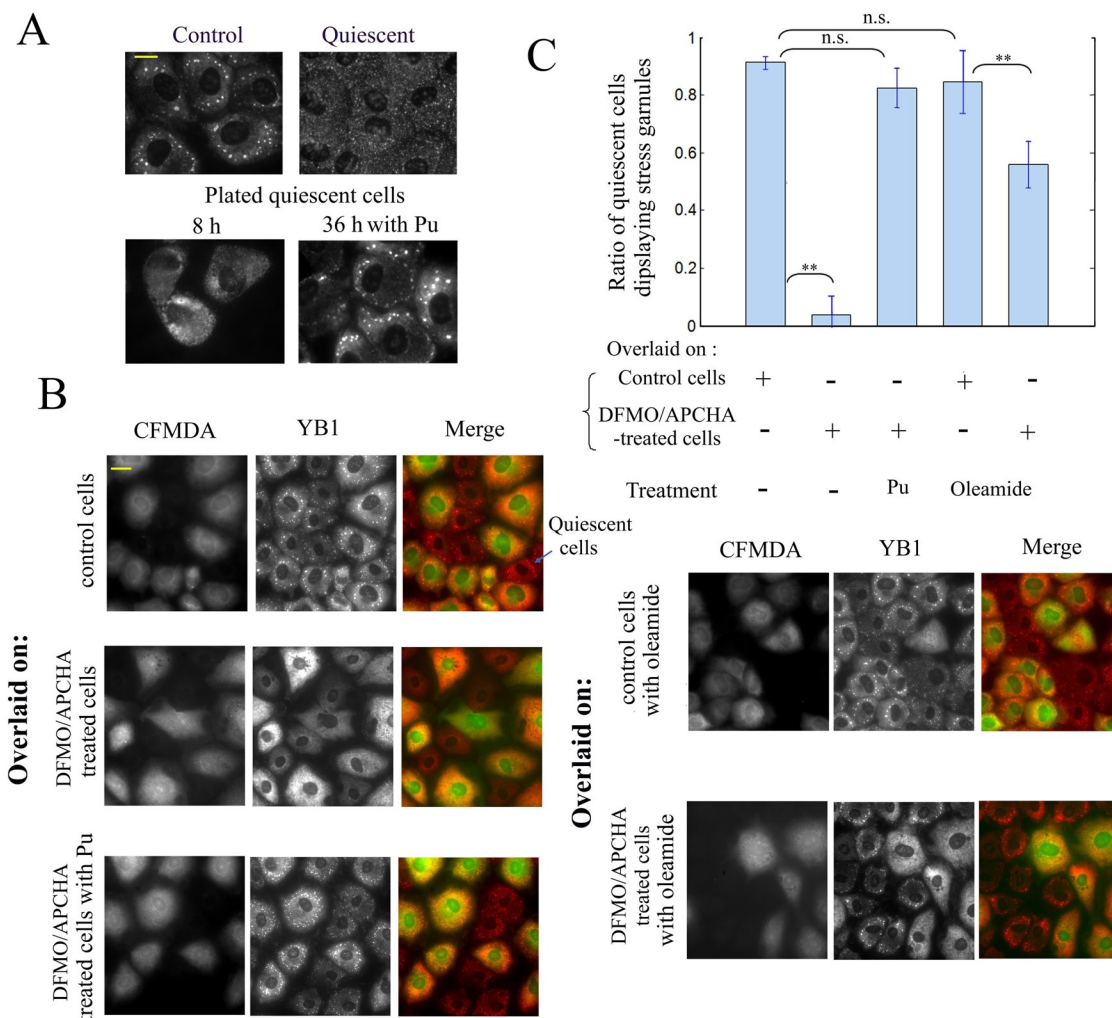 A
Control
Quiescent
Plated quiescent cells
8 h
36 h with Pu
B
CFMDA
YB1
Merge
control cells
Quiescent
cells
Overlaid on:
DFMO/APCHA
treated cells
DFMO/APCHA
treated cells with Pu
C
Ratio of quiescent cells
dipslaying stress garnules
1
0.8
0.6
0.4
0.2
0
n.s.
n.s.
**
**
Overlaid on :
Control cells + - - + -
DFMO/APCHA
-treated cells - + + - +
Treatment - - Pu Oleamide
CFMDA
YB1
Merge
Overlaid on:
control cells
with oleamide
DFMO/APCHA
treated cells
with oleamide